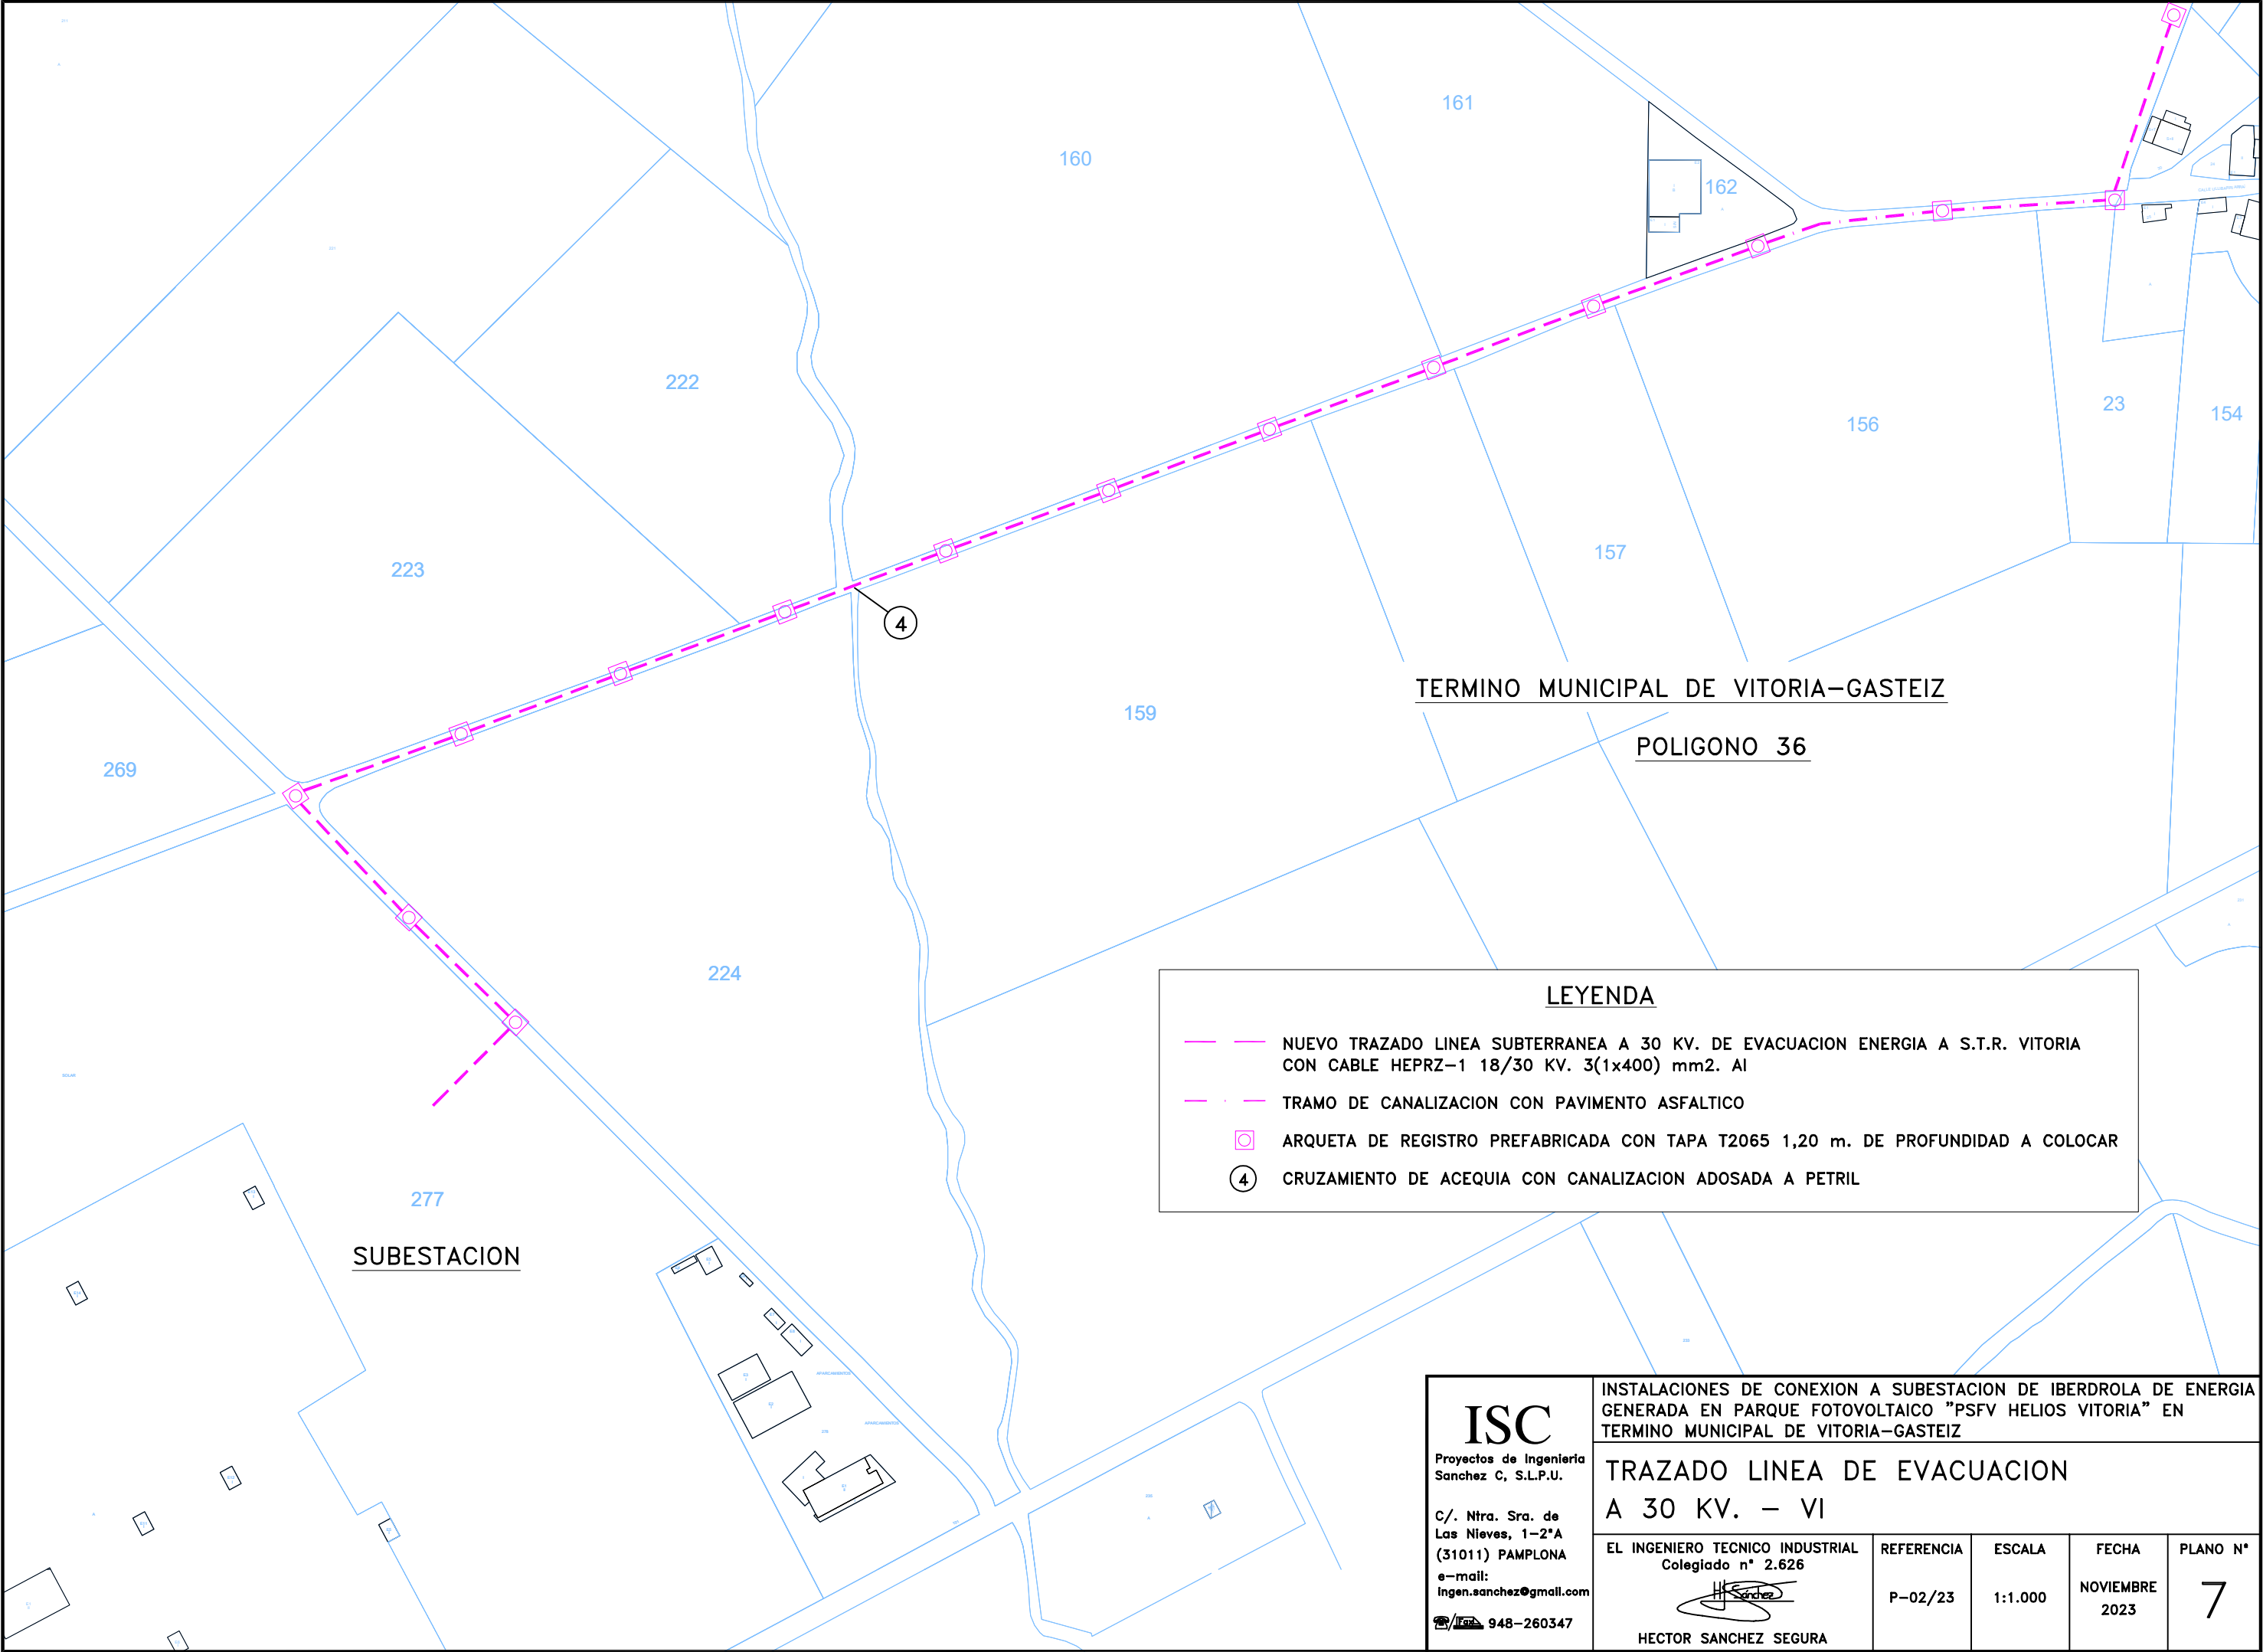 161
160
162
222
23
154
156
157
223
4
TERMINO MUNICIPAL DE VITORIA-GASTEIZ
159
POLIGONO 36
269
224
LEYENDA
NUEVO TRAZADO LINEA SUBTERRANEA A 30 KV. DE EVACUACION ENERGIA A S.T.R. VITORIA
CON CABLE HEPRZ-1 18/30 KV. 3(1x400) mm2. Al
TRAMO DE CANALIZACION CON PAVIMENTO ASFALTICO
ARQUETA DE REGISTRO PREFABRICADA CON TAPA T2065 1,20 m. DE PROFUNDIDAD A COLOCAR
4 CRUZAMIENTO DE ACEQUIA CON CANALIZACION ADOSADA A PETRIL
SOLAR
277
SUBESTACION
APARCAMIENTOS
APARCAMIENTOS
ISC
Proyectos de Ingenieria
Sanchez C, S.L.P.U.
C/. Ntra. Sra. de
Las Nieves, 1-2ºA
(31011) PAMPLONA
e-mail:
ingen.sanchez@gmail.com
Fax 948-260347
INSTALACIONES DE CONEXION A SUBESTACION DE IBERDROLA DE ENERGIA
GENERADA EN PARQUE FOTOVOLTAICO "PSFV HELIOS VITORIA" EN
TERMINO MUNICIPAL DE VITORIA-GASTEIZ
TRAZADO LINEA DE EVACUACION
A 30 KV. - VI
EL INGENIERO TECNICO INDUSTRIAL
Colegiado nº 2.626
HECTOR SANCHEZ SEGURA
REFERENCIA
P-02/23
ESCALA
1:1.000
FECHA
NOVIEMBRE
2023
PLANO Nº
7